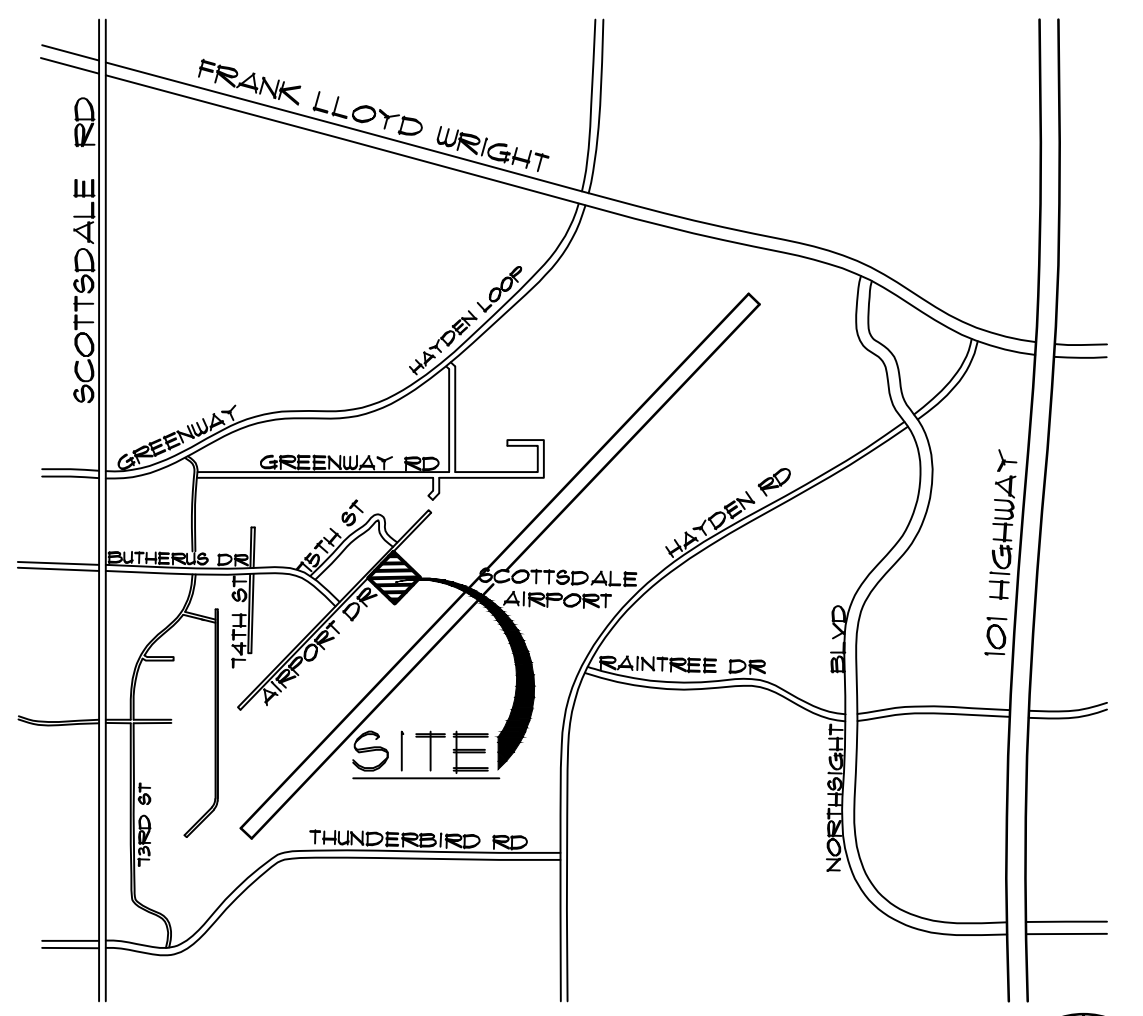 FRANK LLOYD WRIGHT
SCOTTSDALE RD
HAYDEN LOOP
GREENWAY
GREENWAY RD
75TH ST
HAYDEN RD
101 HIGHWAY
BUTHERUS DR
74TH ST
AIRPORT DR
SCOTTSDALE
AIRPORT
RAINTREE DR
NORTHSIGHT BLVD
SITE
73RD ST
THUNDERBIRD RD